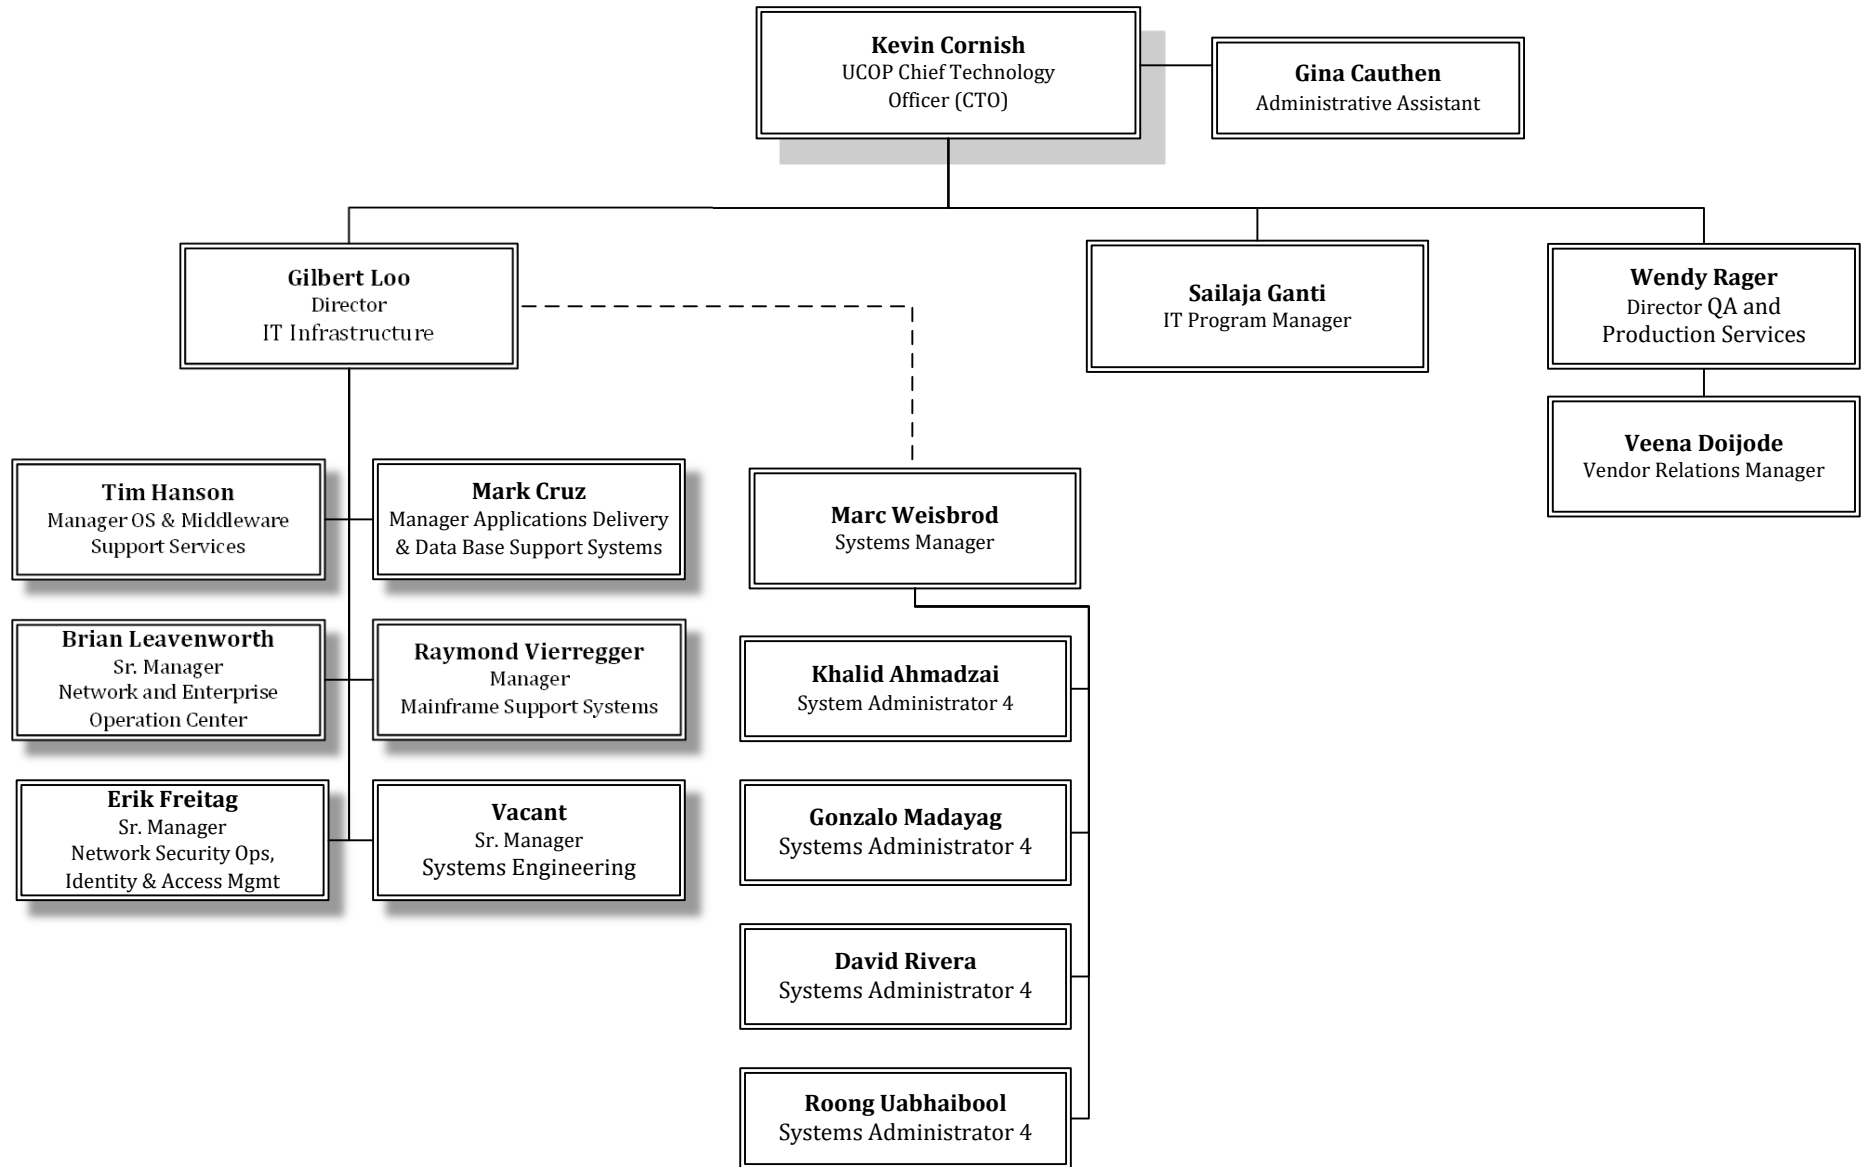 Kevin Cornish
UCOP Chief Technology
Officer (CTO)
Gina Cauthen
Administrative Assistant
Gilbert Loo
Director
IT Infrastructure
Sailaja Ganti
IT Program Manager
Wendy Rager
Director QA and
Production Services
Veena Doijode
Vendor Relations Manager
Tim Hanson
Manager OS & Middleware
Support Services
Mark Cruz
Manager Applications Delivery
& Data Base Support Systems
Brian Leavenworth
Sr. Manager
Network and Enterprise
Operation Center
Raymond Vierregger
Manager
Mainframe Support Systems
Erik Freitag
Sr. Manager
Network Security Ops,
Identity & Access Mgmt
Vacant
Sr. Manager
Systems Engineering
Marc Weisbrod
Systems Manager
Khalid Ahmadzai
System Administrator 4
Gonzalo Madayag
Systems Administrator 4
David Rivera
Systems Administrator 4
Roong Uabhaibool
Systems Administrator 4